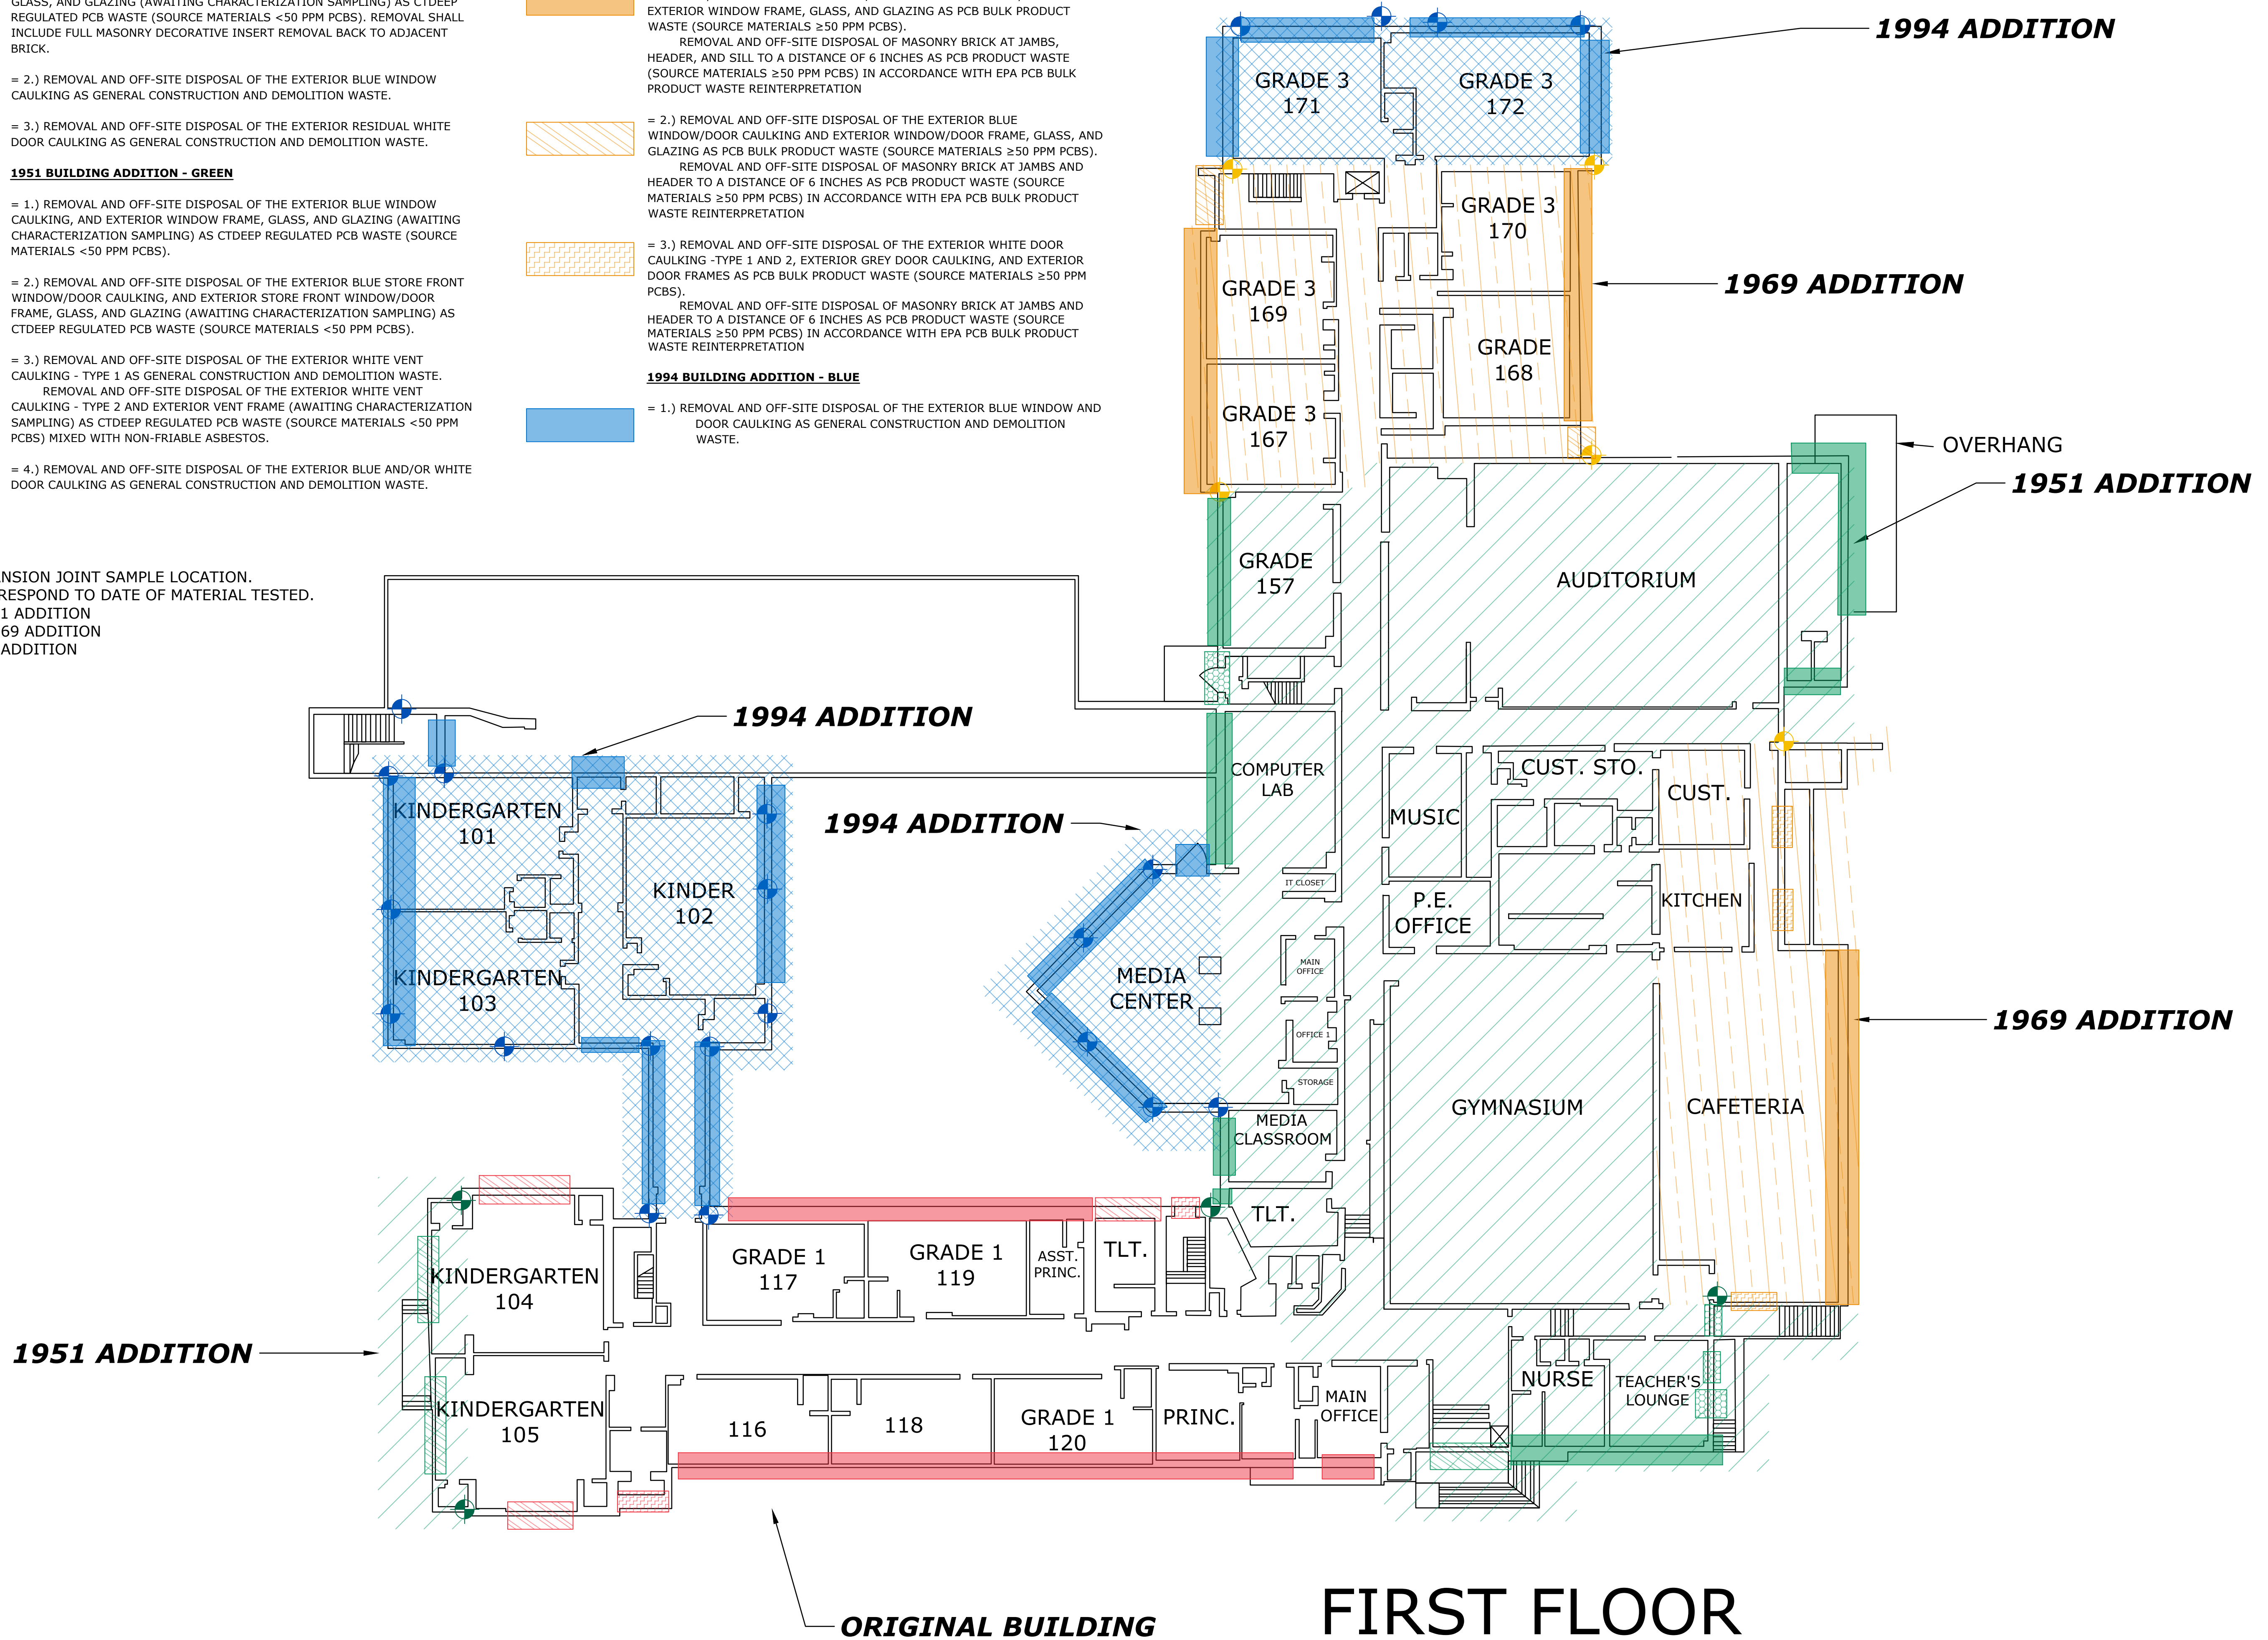 GLASS, AND GLAZING (AWAITING CHARACTERIZATION SAMPLING) AS CTDEEP
REGULATED PCB WASTE (SOURCE MATERIALS <50 PPM PCBS). REMOVAL SHALL
INCLUDE FULL MASONRY DECORATIVE INSERT REMOVAL BACK TO ADJACENT
BRICK.
= 2.) REMOVAL AND OFF-SITE DISPOSAL OF THE EXTERIOR BLUE WINDOW
CAULKING AS GENERAL CONSTRUCTION AND DEMOLITION WASTE.
= 3.) REMOVAL AND OFF-SITE DISPOSAL OF THE EXTERIOR RESIDUAL WHITE
DOOR CAULKING AS GENERAL CONSTRUCTION AND DEMOLITION WASTE.
1951 BUILDING ADDITION - GREEN
= 1.) REMOVAL AND OFF-SITE DISPOSAL OF THE EXTERIOR BLUE WINDOW
CAULKING, AND EXTERIOR WINDOW FRAME, GLASS, AND GLAZING (AWAITING
CHARACTERIZATION SAMPLING) AS CTDEEP REGULATED PCB WASTE (SOURCE
MATERIALS <50 PPM PCBS).
= 2.) REMOVAL AND OFF-SITE DISPOSAL OF THE EXTERIOR BLUE STORE FRONT
WINDOW/DOOR CAULKING, AND EXTERIOR STORE FRONT WINDOW/DOOR
FRAME, GLASS, AND GLAZING (AWAITING CHARACTERIZATION SAMPLING) AS
CTDEEP REGULATED PCB WASTE (SOURCE MATERIALS <50 PPM PCBS).
= 3.) REMOVAL AND OFF-SITE DISPOSAL OF THE EXTERIOR WHITE VENT
CAULKING - TYPE 1 AS GENERAL CONSTRUCTION AND DEMOLITION WASTE.
REMOVAL AND OFF-SITE DISPOSAL OF THE EXTERIOR WHITE VENT
CAULKING - TYPE 2 AND EXTERIOR VENT FRAME (AWAITING CHARACTERIZATION
SAMPLING) AS CTDEEP REGULATED PCB WASTE (SOURCE MATERIALS <50 PPM
PCBS) MIXED WITH NON-FRIABLE ASBESTOS.
= 4.) REMOVAL AND OFF-SITE DISPOSAL OF THE EXTERIOR BLUE AND/OR WHITE
DOOR CAULKING AS GENERAL CONSTRUCTION AND DEMOLITION WASTE.
EXTERIOR WINDOW FRAME, GLASS, AND GLAZING AS PCB BULK PRODUCT
WASTE (SOURCE MATERIALS ≥50 PPM PCBS).
REMOVAL AND OFF-SITE DISPOSAL OF MASONRY BRICK AT JAMBS,
HEADER, AND SILL TO A DISTANCE OF 6 INCHES AS PCB PRODUCT WASTE
(SOURCE MATERIALS ≥50 PPM PCBS) IN ACCORDANCE WITH EPA PCB BULK
PRODUCT WASTE REINTERPRETATION
= 2.) REMOVAL AND OFF-SITE DISPOSAL OF THE EXTERIOR BLUE
WINDOW/DOOR CAULKING AND EXTERIOR WINDOW/DOOR FRAME, GLASS, AND
GLAZING AS PCB BULK PRODUCT WASTE (SOURCE MATERIALS ≥50 PPM PCBS).
REMOVAL AND OFF-SITE DISPOSAL OF MASONRY BRICK AT JAMBS AND
HEADER TO A DISTANCE OF 6 INCHES AS PCB PRODUCT WASTE (SOURCE
MATERIALS ≥50 PPM PCBS) IN ACCORDANCE WITH EPA PCB BULK PRODUCT
WASTE REINTERPRETATION
= 3.) REMOVAL AND OFF-SITE DISPOSAL OF THE EXTERIOR WHITE DOOR
CAULKING -TYPE 1 AND 2, EXTERIOR GREY DOOR CAULKING, AND EXTERIOR
DOOR FRAMES AS PCB BULK PRODUCT WASTE (SOURCE MATERIALS ≥50 PPM
PCBS).
REMOVAL AND OFF-SITE DISPOSAL OF MASONRY BRICK AT JAMBS AND
HEADER TO A DISTANCE OF 6 INCHES AS PCB PRODUCT WASTE (SOURCE
MATERIALS ≥50 PPM PCBS) IN ACCORDANCE WITH EPA PCB BULK PRODUCT
WASTE REINTERPRETATION
1994 BUILDING ADDITION - BLUE
= 1.) REMOVAL AND OFF-SITE DISPOSAL OF THE EXTERIOR BLUE WINDOW AND
DOOR CAULKING AS GENERAL CONSTRUCTION AND DEMOLITION
WASTE.
NSION JOINT SAMPLE LOCATION.
RESPOND TO DATE OF MATERIAL TESTED.
1 ADDITION
69 ADDITION
ADDITION
1994 ADDITION
GRADE 3
171
GRADE 3
172
GRADE 3
170
1969 ADDITION
GRADE 3
169
GRADE
168
GRADE 3
167
OVERHANG
1951 ADDITION
GRADE
157
AUDITORIUM
1994 ADDITION
COMPUTER
LAB
CUST. STO.
CUST.
MUSIC
KINDERGARTEN
101
1994 ADDITION
KINDER
102
IT CLOSET
P.E.
OFFICE
KITCHEN
KINDERGARTEN
103
MEDIA
CENTER
MAIN
OFFICE
OFFICE 1
1969 ADDITION
STORAGE
GYMNASIUM
CAFETERIA
MEDIA
CLASSROOM
TLT.
GRADE 1
117
GRADE 1
119
ASST.
PRINC.
TLT.
KINDERGARTEN
104
1951 ADDITION
NURSE
TEACHER'S
LOUNGE
KINDERGARTEN
105
116
118
GRADE 1
120
PRINC.
MAIN
OFFICE
ORIGINAL BUILDING
FIRST FLOOR